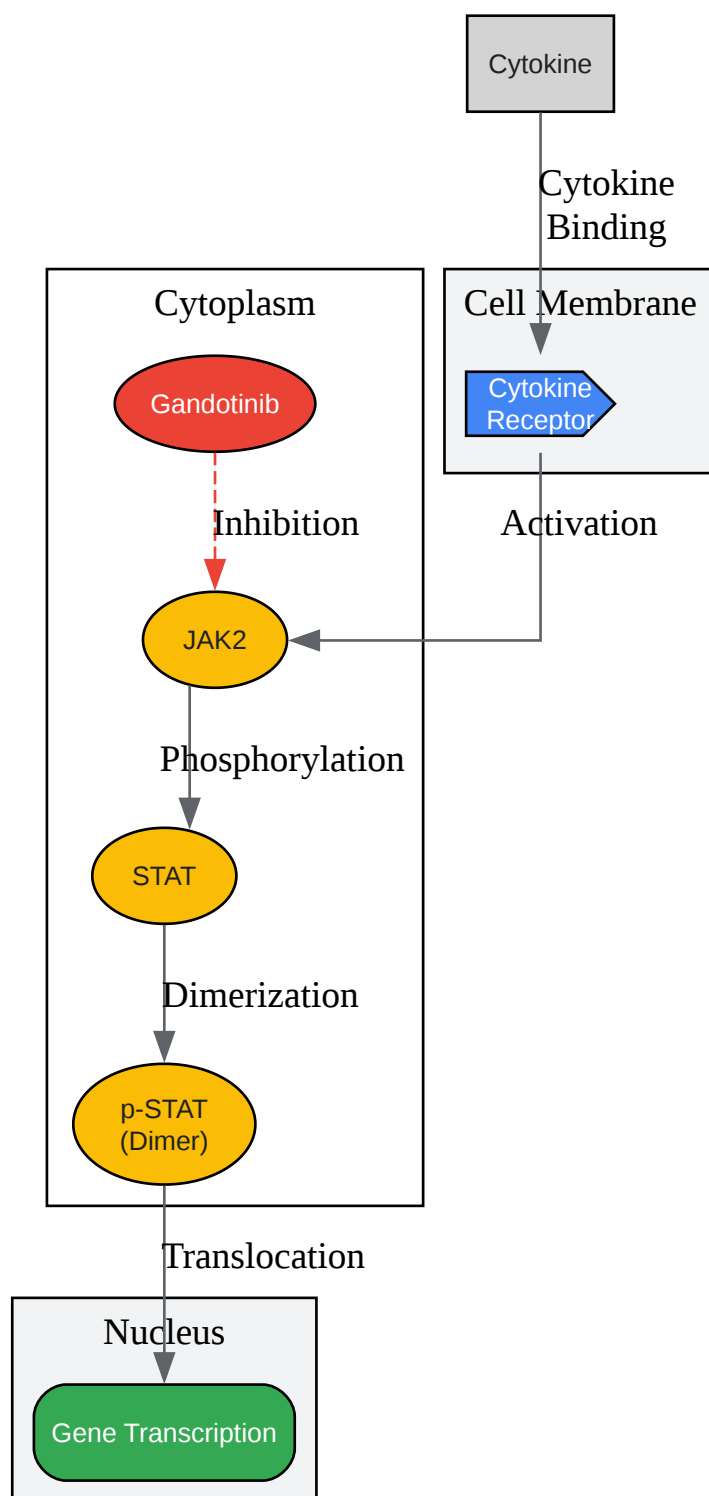 Cytokine
Cytokine
Binding
Cytoplasm
Cell Membrane
Gandotinib
Cytokine
Receptor
Inhibition
Activation
JAK2
Phosphorylation
STAT
Dimerization
p-STAT
(Dimer)
Translocation
Nucleus
Gene Transcription